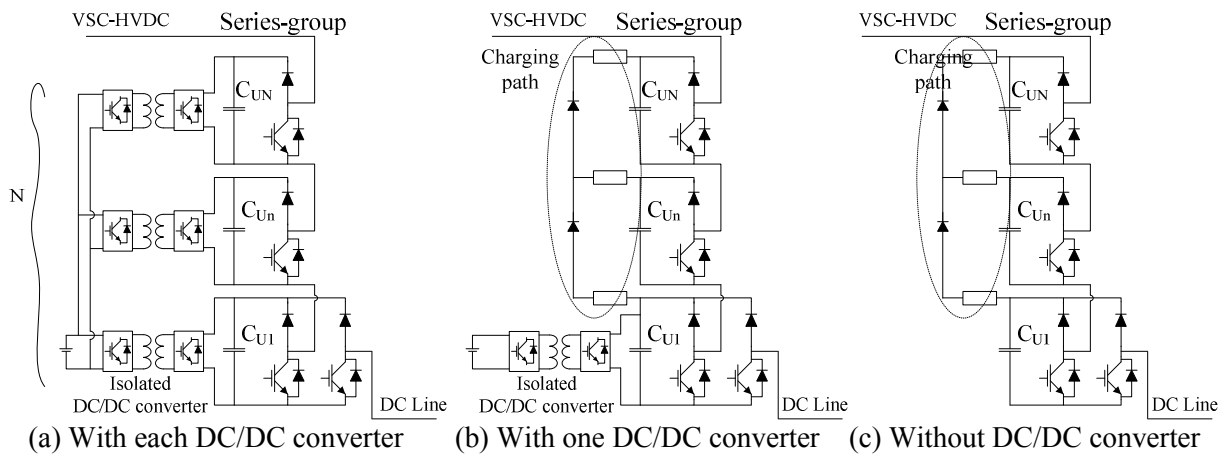 VSC-HVDC Series-group
N
C_UN
C_Un
C_U1
Isolated
DC/DC converter
DC Line
(a) With each DC/DC converter
VSC-HVDC Series-group
Charging
path
C_UN
C_Un
C_U1
Isolated
DC/DC converter
DC Line
(b) With one DC/DC converter
VSC-HVDC Series-group
Charging
path
C_UN
C_Un
C_U1
DC Line
(c) Without DC/DC converter